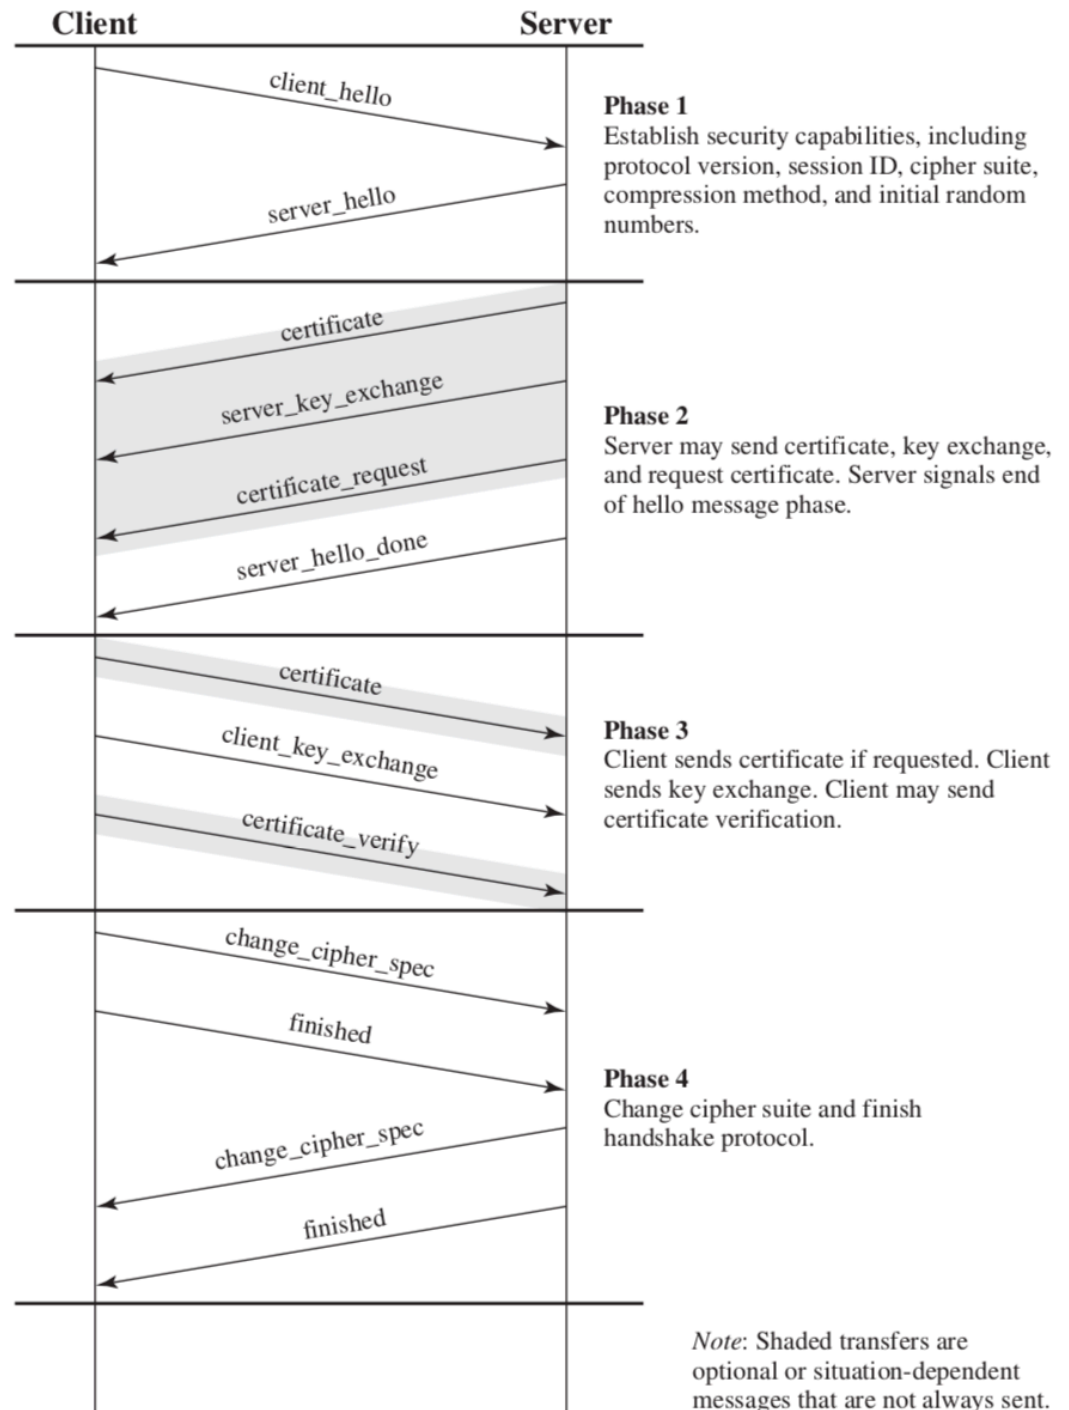 Client
Server
client_hello
server_hello
Phase 1
Establish security capabilities, including
protocol version, session ID, cipher suite,
compression method, and initial random
numbers.
certificate
server_key_exchange
certificate_request
server_hello_done
Phase 2
Server may send certificate, key exchange,
and request certificate. Server signals end
of hello message phase.
certificate
client_key_exchange
certificate_verify
Phase 3
Client sends certificate if requested. Client
sends key exchange. Client may send
certificate verification.
change_cipher_spec
finished
change_cipher_spec
finished
Phase 4
Change cipher suite and finish
handshake protocol.
Note: Shaded transfers are
optional or situation-dependent
messages that are not always sent.